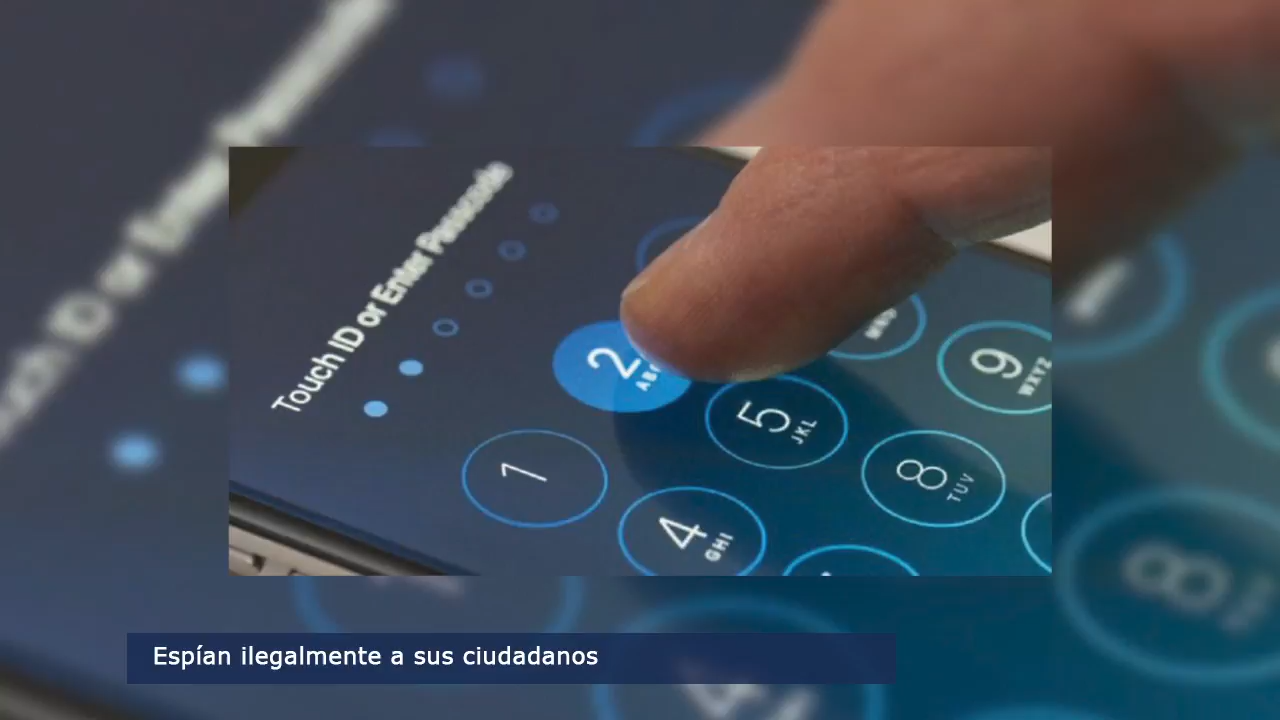 Touch ID or Enter Passcode
2
ABC
1
5
JKL
4
GHI
8
TUV
9
WXYZ
Espían ilegalmente a sus ciudadanos